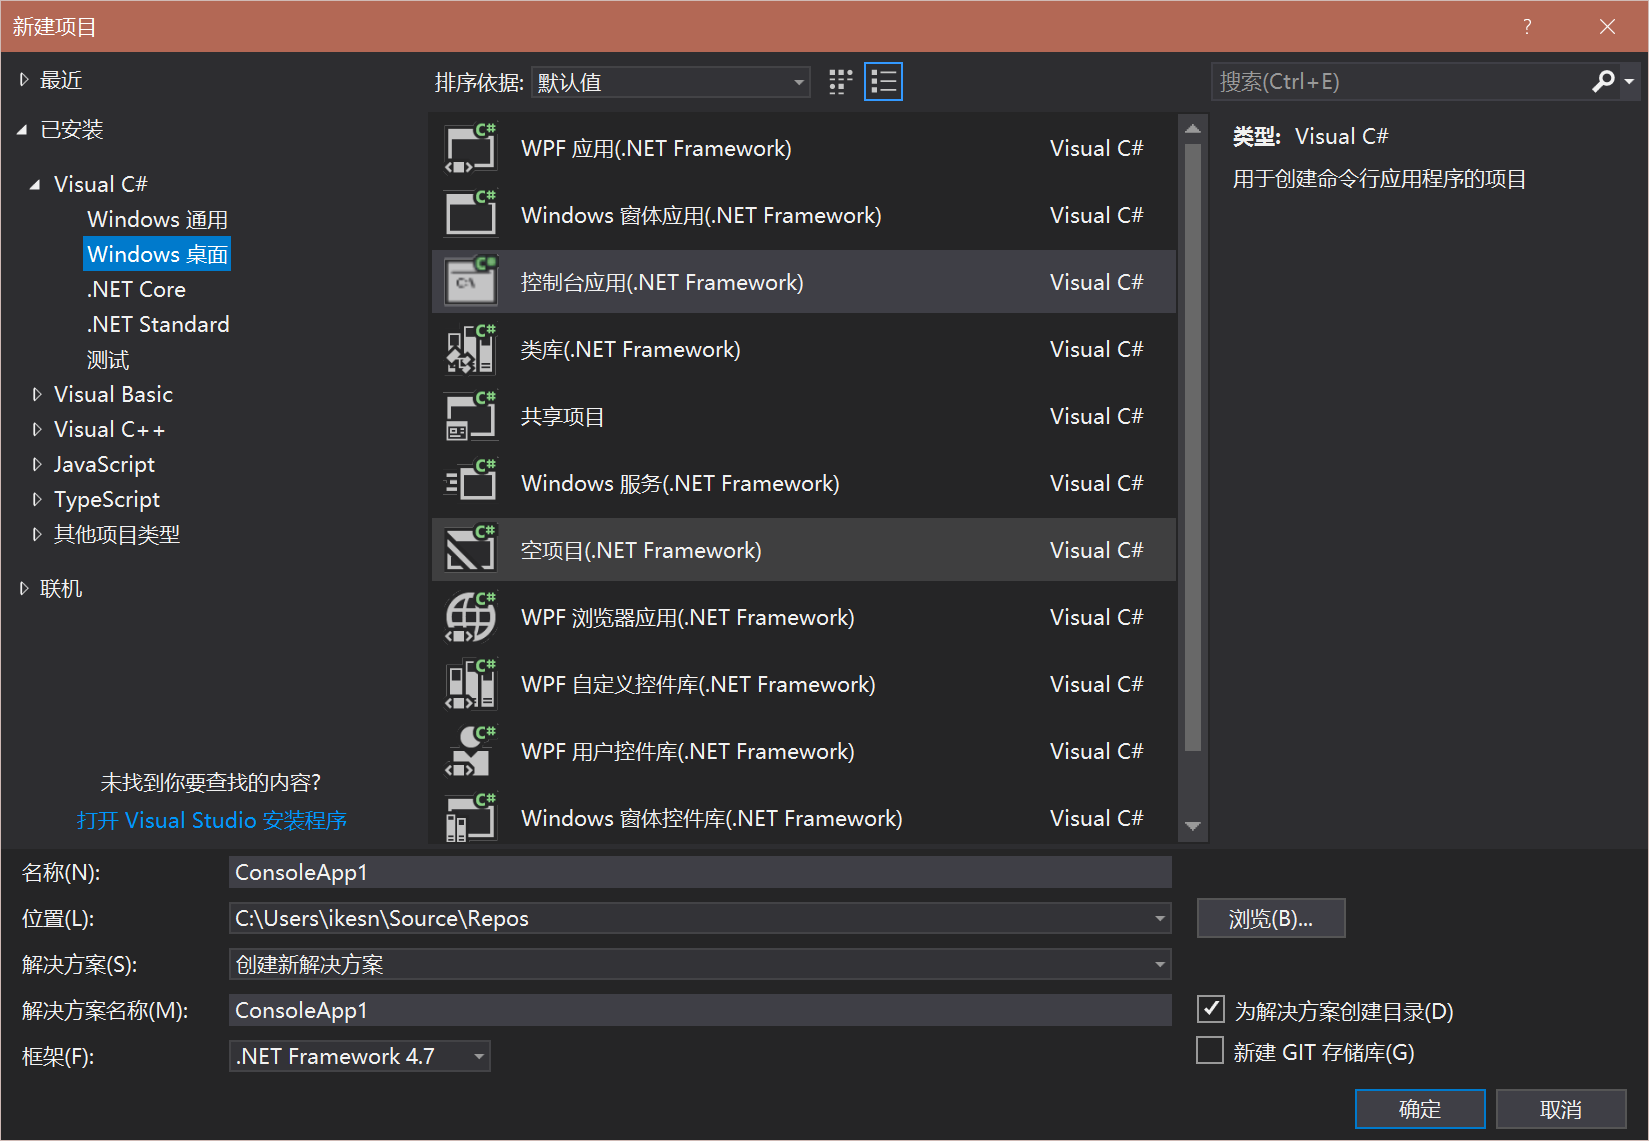 新建项目
?
最近
已安装
Visual C#
Windows 通用
Windows 桌面
.NET Core
.NET Standard
测试
Visual Basic
Visual C++
JavaScript
TypeScript
其他项目类型
联机
未找到你要查找的内容?
打开 Visual Studio 安装程序
排序依据: 默认值
WPF 应用(.NET Framework) Visual C#
Windows 窗体应用(.NET Framework) Visual C#
控制台应用(.NET Framework) Visual C#
类库(.NET Framework) Visual C#
共享项目 Visual C#
Windows 服务(.NET Framework) Visual C#
空项目(.NET Framework) Visual C#
WPF 浏览器应用(.NET Framework) Visual C#
WPF 自定义控件库(.NET Framework) Visual C#
WPF 用户控件库(.NET Framework) Visual C#
Windows 窗体控件库(.NET Framework) Visual C#
搜索(Ctrl+E)
类型: Visual C#
用于创建命令行应用程序的项目
名称(N): ConsoleApp1
位置(L): C:\Users\ikesn\Source\Repos 浏览(B)...
解决方案(S): 创建新解决方案
解决方案名称(M): ConsoleApp1 为解决方案创建目录(D)
框架(F): .NET Framework 4.7 新建 GIT 存储库(G)
确定 取消